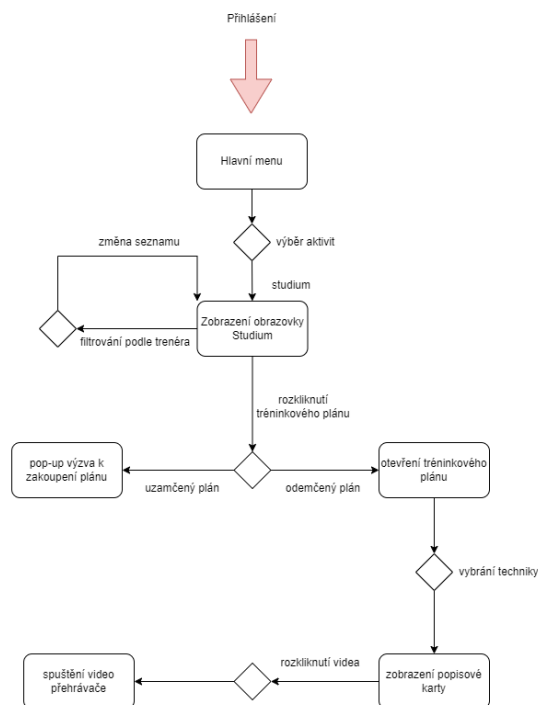 Přihlášení
Hlavní menu
výběr aktivit
změna seznamu
studium
Zobrazení obrazovky
Studium
filtrování podle trenéra
rozkliknutí
tréninkového plánu
pop-up výzva k
zakoupení plánu
uzamčený plán
odemčený plán
otevření tréninkového
plánu
vybrání techniky
spuštění video
přehrávače
rozkliknutí videa
zobrazení popisové
karty